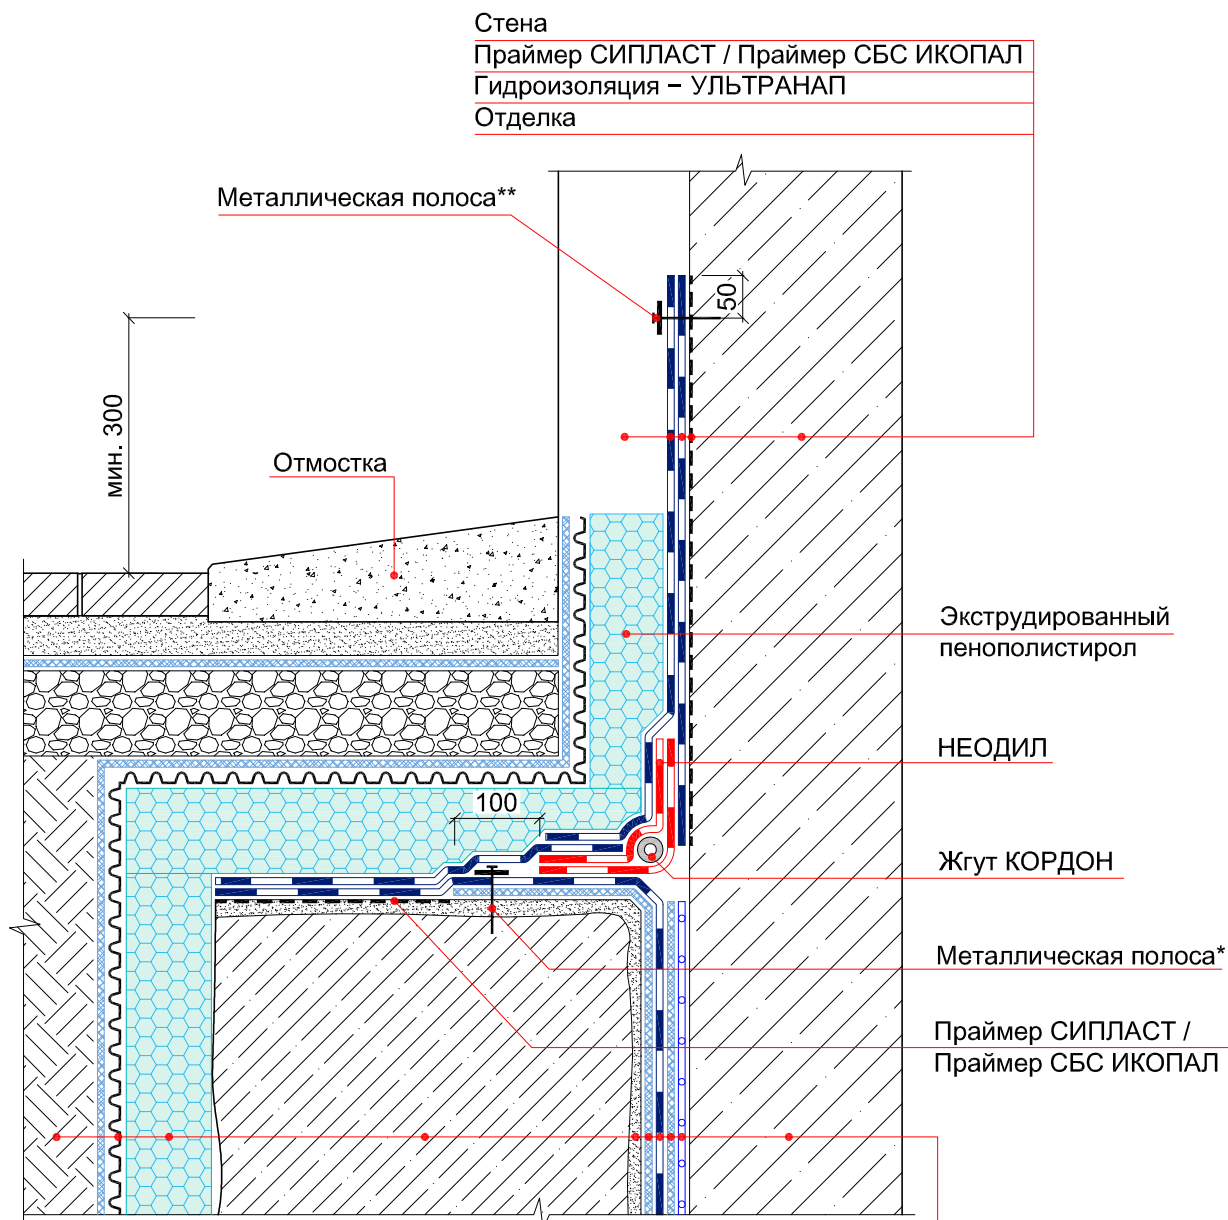 Стена
Праймер СИПЛАСТ / Праймер СБС ИКОПАЛ
Гидроизоляция – УЛЬТРАНАП
Отделка
Металлическая полоса**
50
мин. 300
Отмостка
Экструдированный
пенополистирол
НЕОДИЛ
100
Жгут КОРДОН
Металлическая полоса*
Праймер СИПЛАСТ /
Праймер СБС ИКОПАЛ